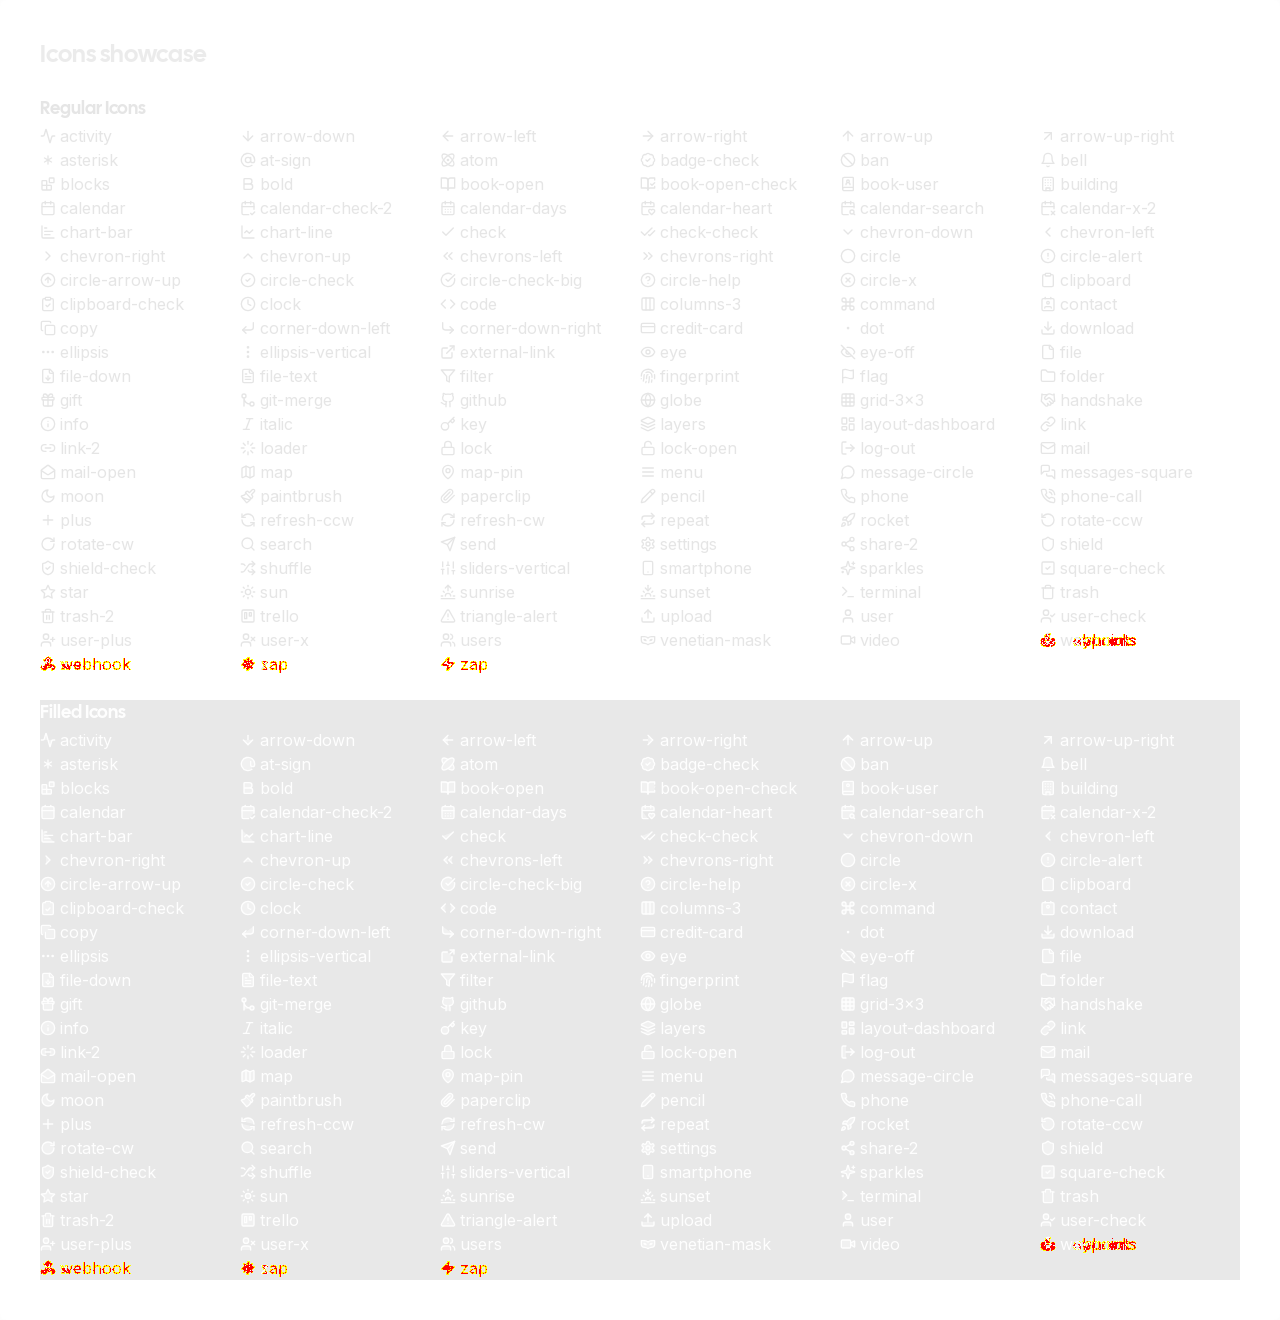 Icons showcase
Regular Icons
activity arrow-down arrow-left arrow-right arrow-up arrow-up-right
asterisk at-sign atom badge-check ban bell
blocks bold book-open book-open-check book-user building
calendar calendar-check-2 calendar-days calendar-heart calendar-search calendar-x-2
chart-bar chart-line check check-check chevron-down chevron-left
chevron-right chevron-up chevrons-left chevrons-right circle circle-alert
circle-arrow-up circle-check circle-check-big circle-help circle-x clipboard
clipboard-check clock code columns-3 command contact
copy corner-down-left corner-down-right credit-card dot download
ellipsis ellipsis-vertical external-link eye eye-off file
file-down file-text filter fingerprint flag folder
gift git-merge github globe grid-3x3 handshake
info italic key layers layout-dashboard link
link-2 loader lock lock-open log-out mail
mail-open map map-pin menu message-circle messages-square
moon paintbrush paperclip pencil phone phone-call
plus refresh-ccw refresh-cw repeat rocket rotate-ccw
rotate-cw search send settings share-2 shield
shield-check shuffle sliders-vertical smartphone sparkles square-check
star sun sunrise sunset terminal trash
trash-2 trello triangle-alert upload user user-check
user-plus user-x users venetian-mask video
webhook zap
Filled Icons
activity arrow-down arrow-left arrow-right arrow-up arrow-up-right
asterisk at-sign atom badge-check ban bell
blocks bold book-open book-open-check book-user building
calendar calendar-check-2 calendar-days calendar-heart calendar-search calendar-x-2
chart-bar chart-line check check-check chevron-down chevron-left
chevron-right chevron-up chevrons-left chevrons-right circle circle-alert
circle-arrow-up circle-check circle-check-big circle-help circle-x clipboard
clipboard-check clock code columns-3 command contact
copy corner-down-left corner-down-right credit-card dot download
ellipsis ellipsis-vertical external-link eye eye-off file
file-down file-text filter fingerprint flag folder
gift git-merge github globe grid-3x3 handshake
info italic key layers layout-dashboard link
link-2 loader lock lock-open log-out mail
mail-open map map-pin menu message-circle messages-square
moon paintbrush paperclip pencil phone phone-call
plus refresh-ccw refresh-cw repeat rocket rotate-ccw
rotate-cw search send settings share-2 shield
shield-check shuffle sliders-vertical smartphone sparkles square-check
star sun sunrise sunset terminal trash
trash-2 trello triangle-alert upload user user-check
user-plus user-x users venetian-mask video
webhook zap